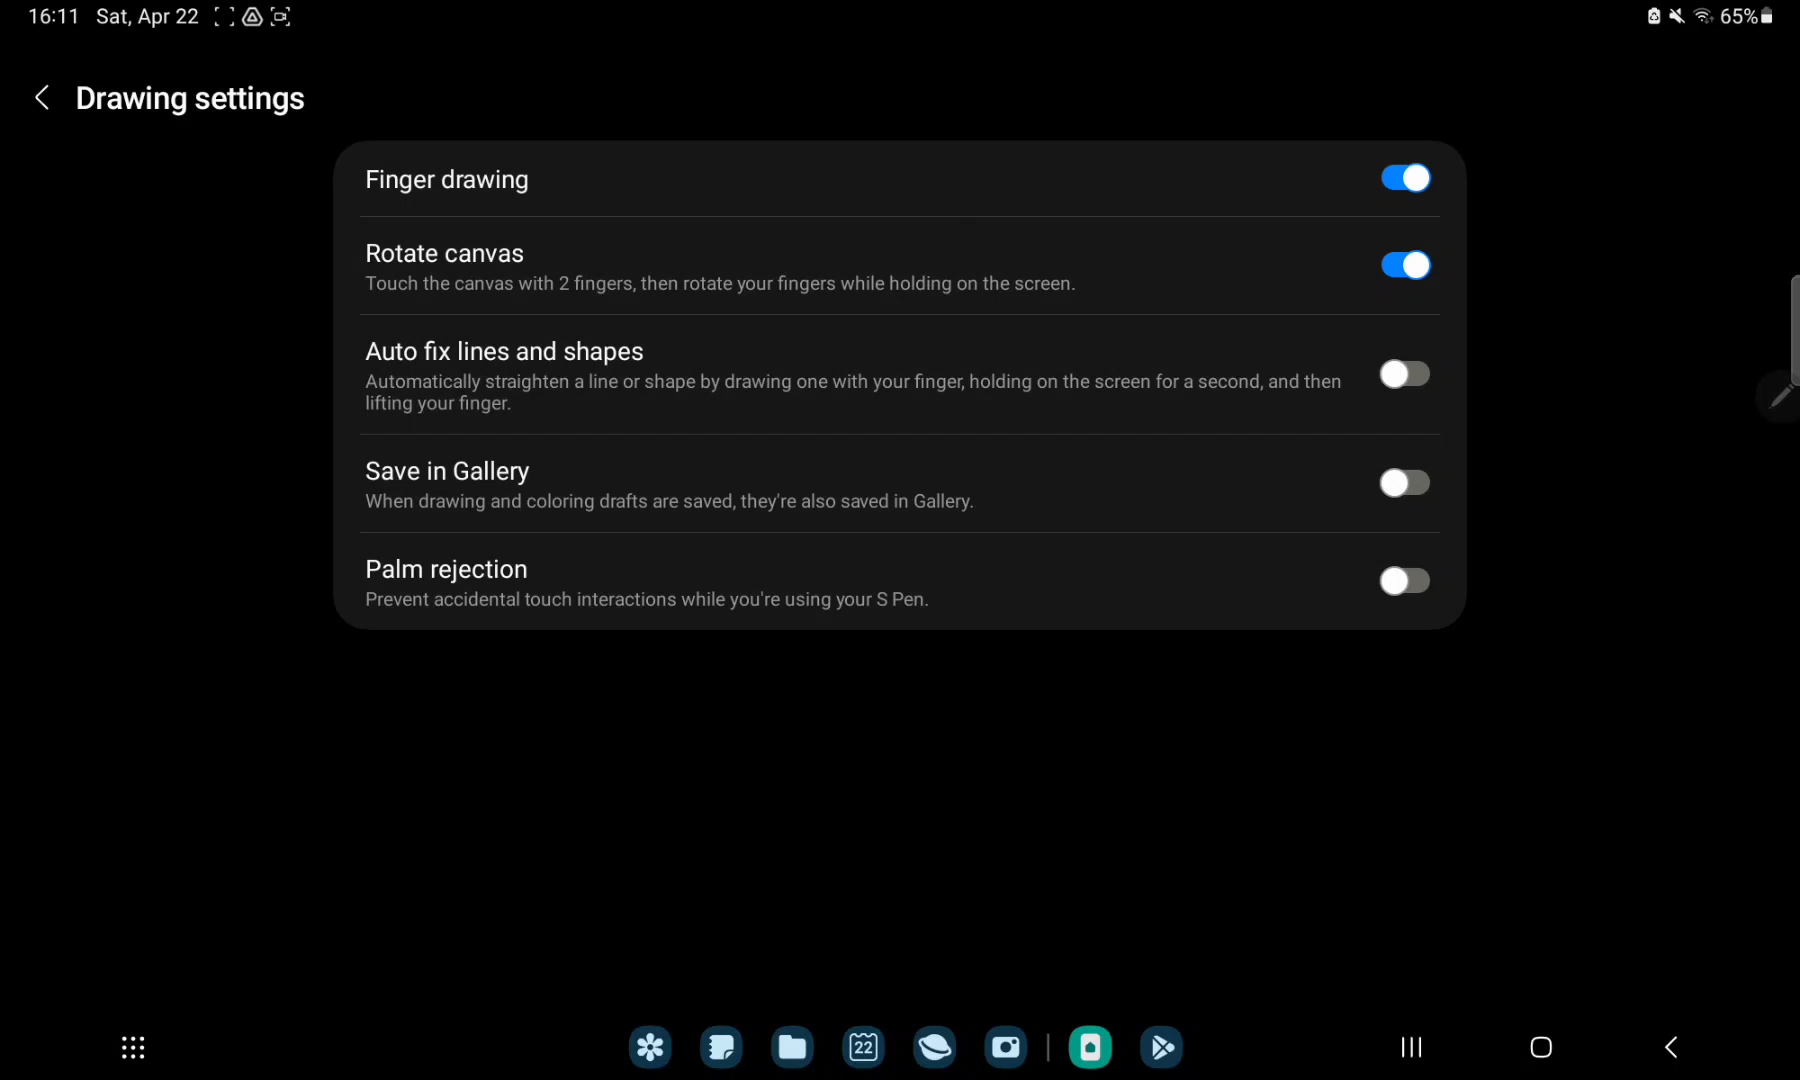 16:11 Sat, Apr 22
65%
Drawing settings
Finger drawing
Rotate canvas
Touch the canvas with 2 fingers, then rotate your fingers while holding on the screen.
Auto fix lines and shapes
Automatically straighten a line or shape by drawing one with your finger, holding on the screen for a second, and then
lifting your finger.
Save in Gallery
When drawing and coloring drafts are saved, they're also saved in Gallery.
Palm rejection
Prevent accidental touch interactions while you're using your S Pen.
22